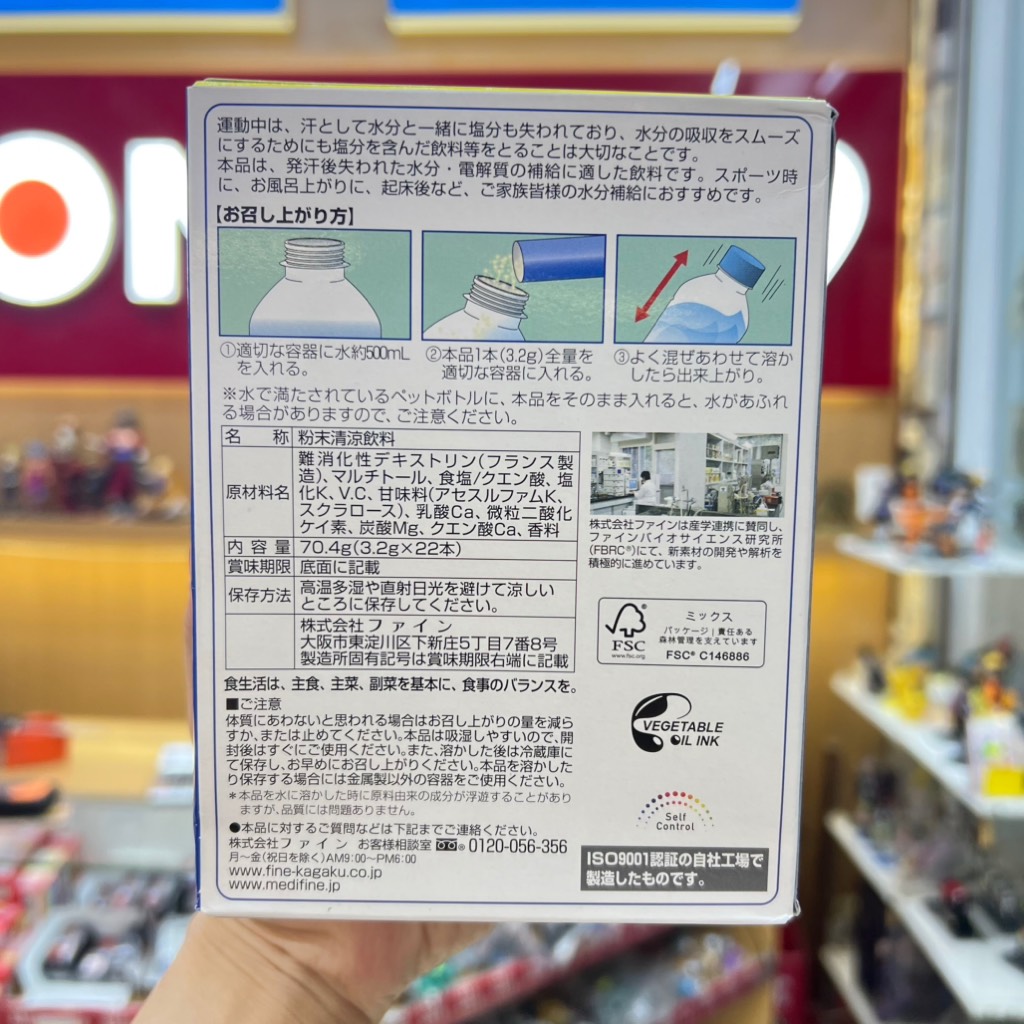 運動中は、汗として水分と一緒に塩分も失われており、水分の吸収をスムーズ
にするためにも塩分を含んだ飲料等をとることは大切なことです。
本品は、発汗後失われた水分・電解質の補給に適した飲料です。スポーツ時
に、お風呂上がりに、起床後など、ご家族皆様の水分補給におすすめです。
【お召し上がり方】
①適切な容器に水約500mL
を入れる。
②本品1本(3.2g)全量を
適切な容器に入れる。
③よく混ぜあわせて溶か
したら出来上がり。
※水で満たされているペットボトルに、本品をそのまま入れると、水があふれ
る場合がありますので、ご注意ください。
名称 粉末清涼飲料
原材料名 難消化性デキストリン(フランス製
造)、マルチトール、食塩/クエン酸、塩
化K、V.C、甘味料(アセスルファムK、
スクラロース)、乳酸Ca、微粒二酸化
ケイ素、炭酸Mg、クエン酸Ca、香料
内容量 70.4g(3.2g×22本)
賞味期限 底面に記載
保存方法 高温多湿や直射日光を避けて涼しい
ところに保存してください。
株式会社ファイン
大阪市東淀川区下新庄5丁目7番8号
製造所固有記号は賞味期限右端に記載
株式会社ファインは産学連携に賛同し、
ファインバイオサイエンス研究所
(FBRC®)にて、新素材の開発や解析を
積極的に進めています。
FSC
www.fsc.org
ミックス
パッケージ|責任ある
森林管理を支えています
FSC® C146886
食生活は、主食、主菜、副菜を基本に、食事のバランスを。
■ご注意
体質にあわないと思われる場合はお召し上がりの量を減ら
すか、または止めてください。本品は吸湿しやすいので、開
封後はすぐにご使用ください。また、溶かした後は冷蔵庫に
て保存し、お早めにお召し上がりください。本品を溶かした
り保存する場合には金属製以外の容器をご使用ください。
*本品を水に溶かした時に原料由来の成分が浮遊することがあり
ますが、品質には問題ありません。
●本品に対するご質問などは下記までご連絡ください。
株式会社ファイン お客様相談室 0120-056-356
月〜金(祝日を除く)AM9:00〜PM6:00
www.fine-kagaku.co.jp
www.medifine.jp
VEGETABLE
OIL INK
Self
Control
ISO9001認証の自社工場で
製造したものです。